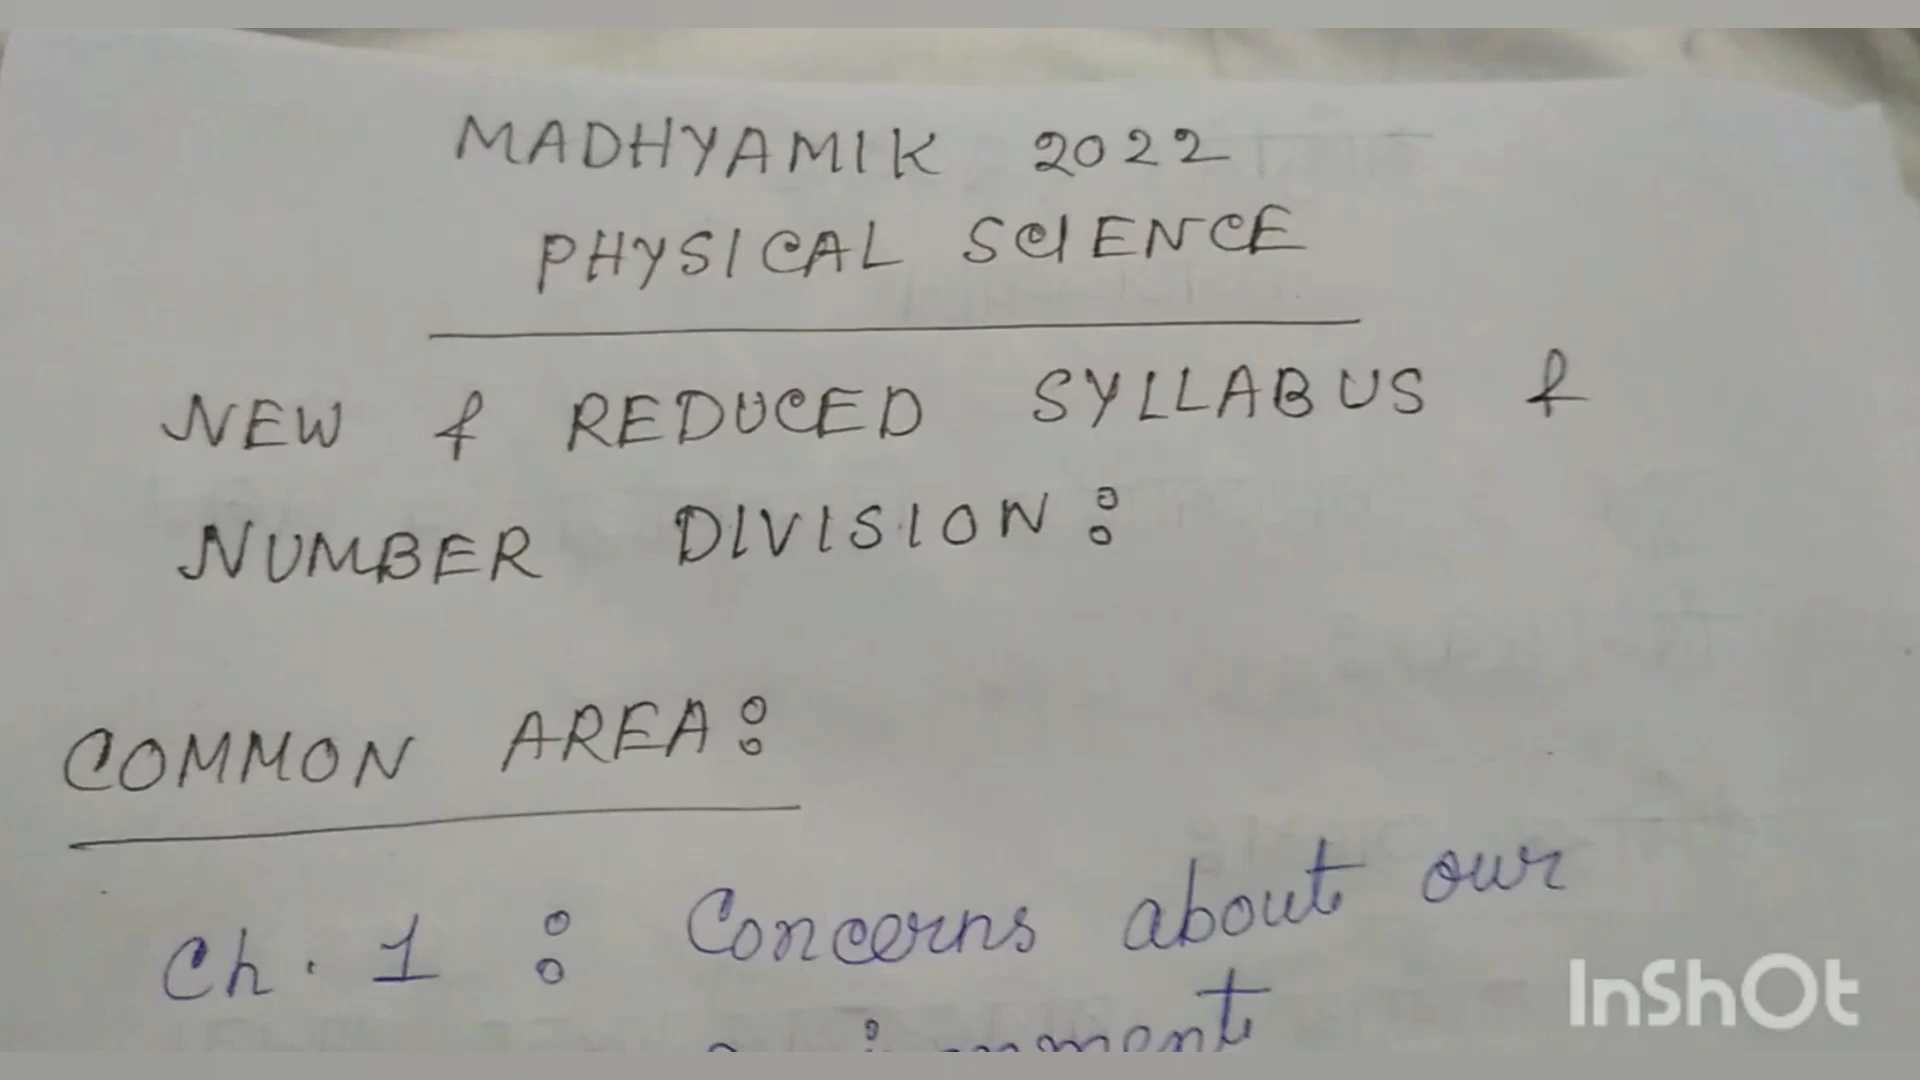 MADHYAMIK 2022
PHYSICAL SCIENCE
NEW & REDUCED SYLLABUS &
NUMBER DIVISION :
COMMON AREA :
Ch. 1 : Concerns about our
InShOt